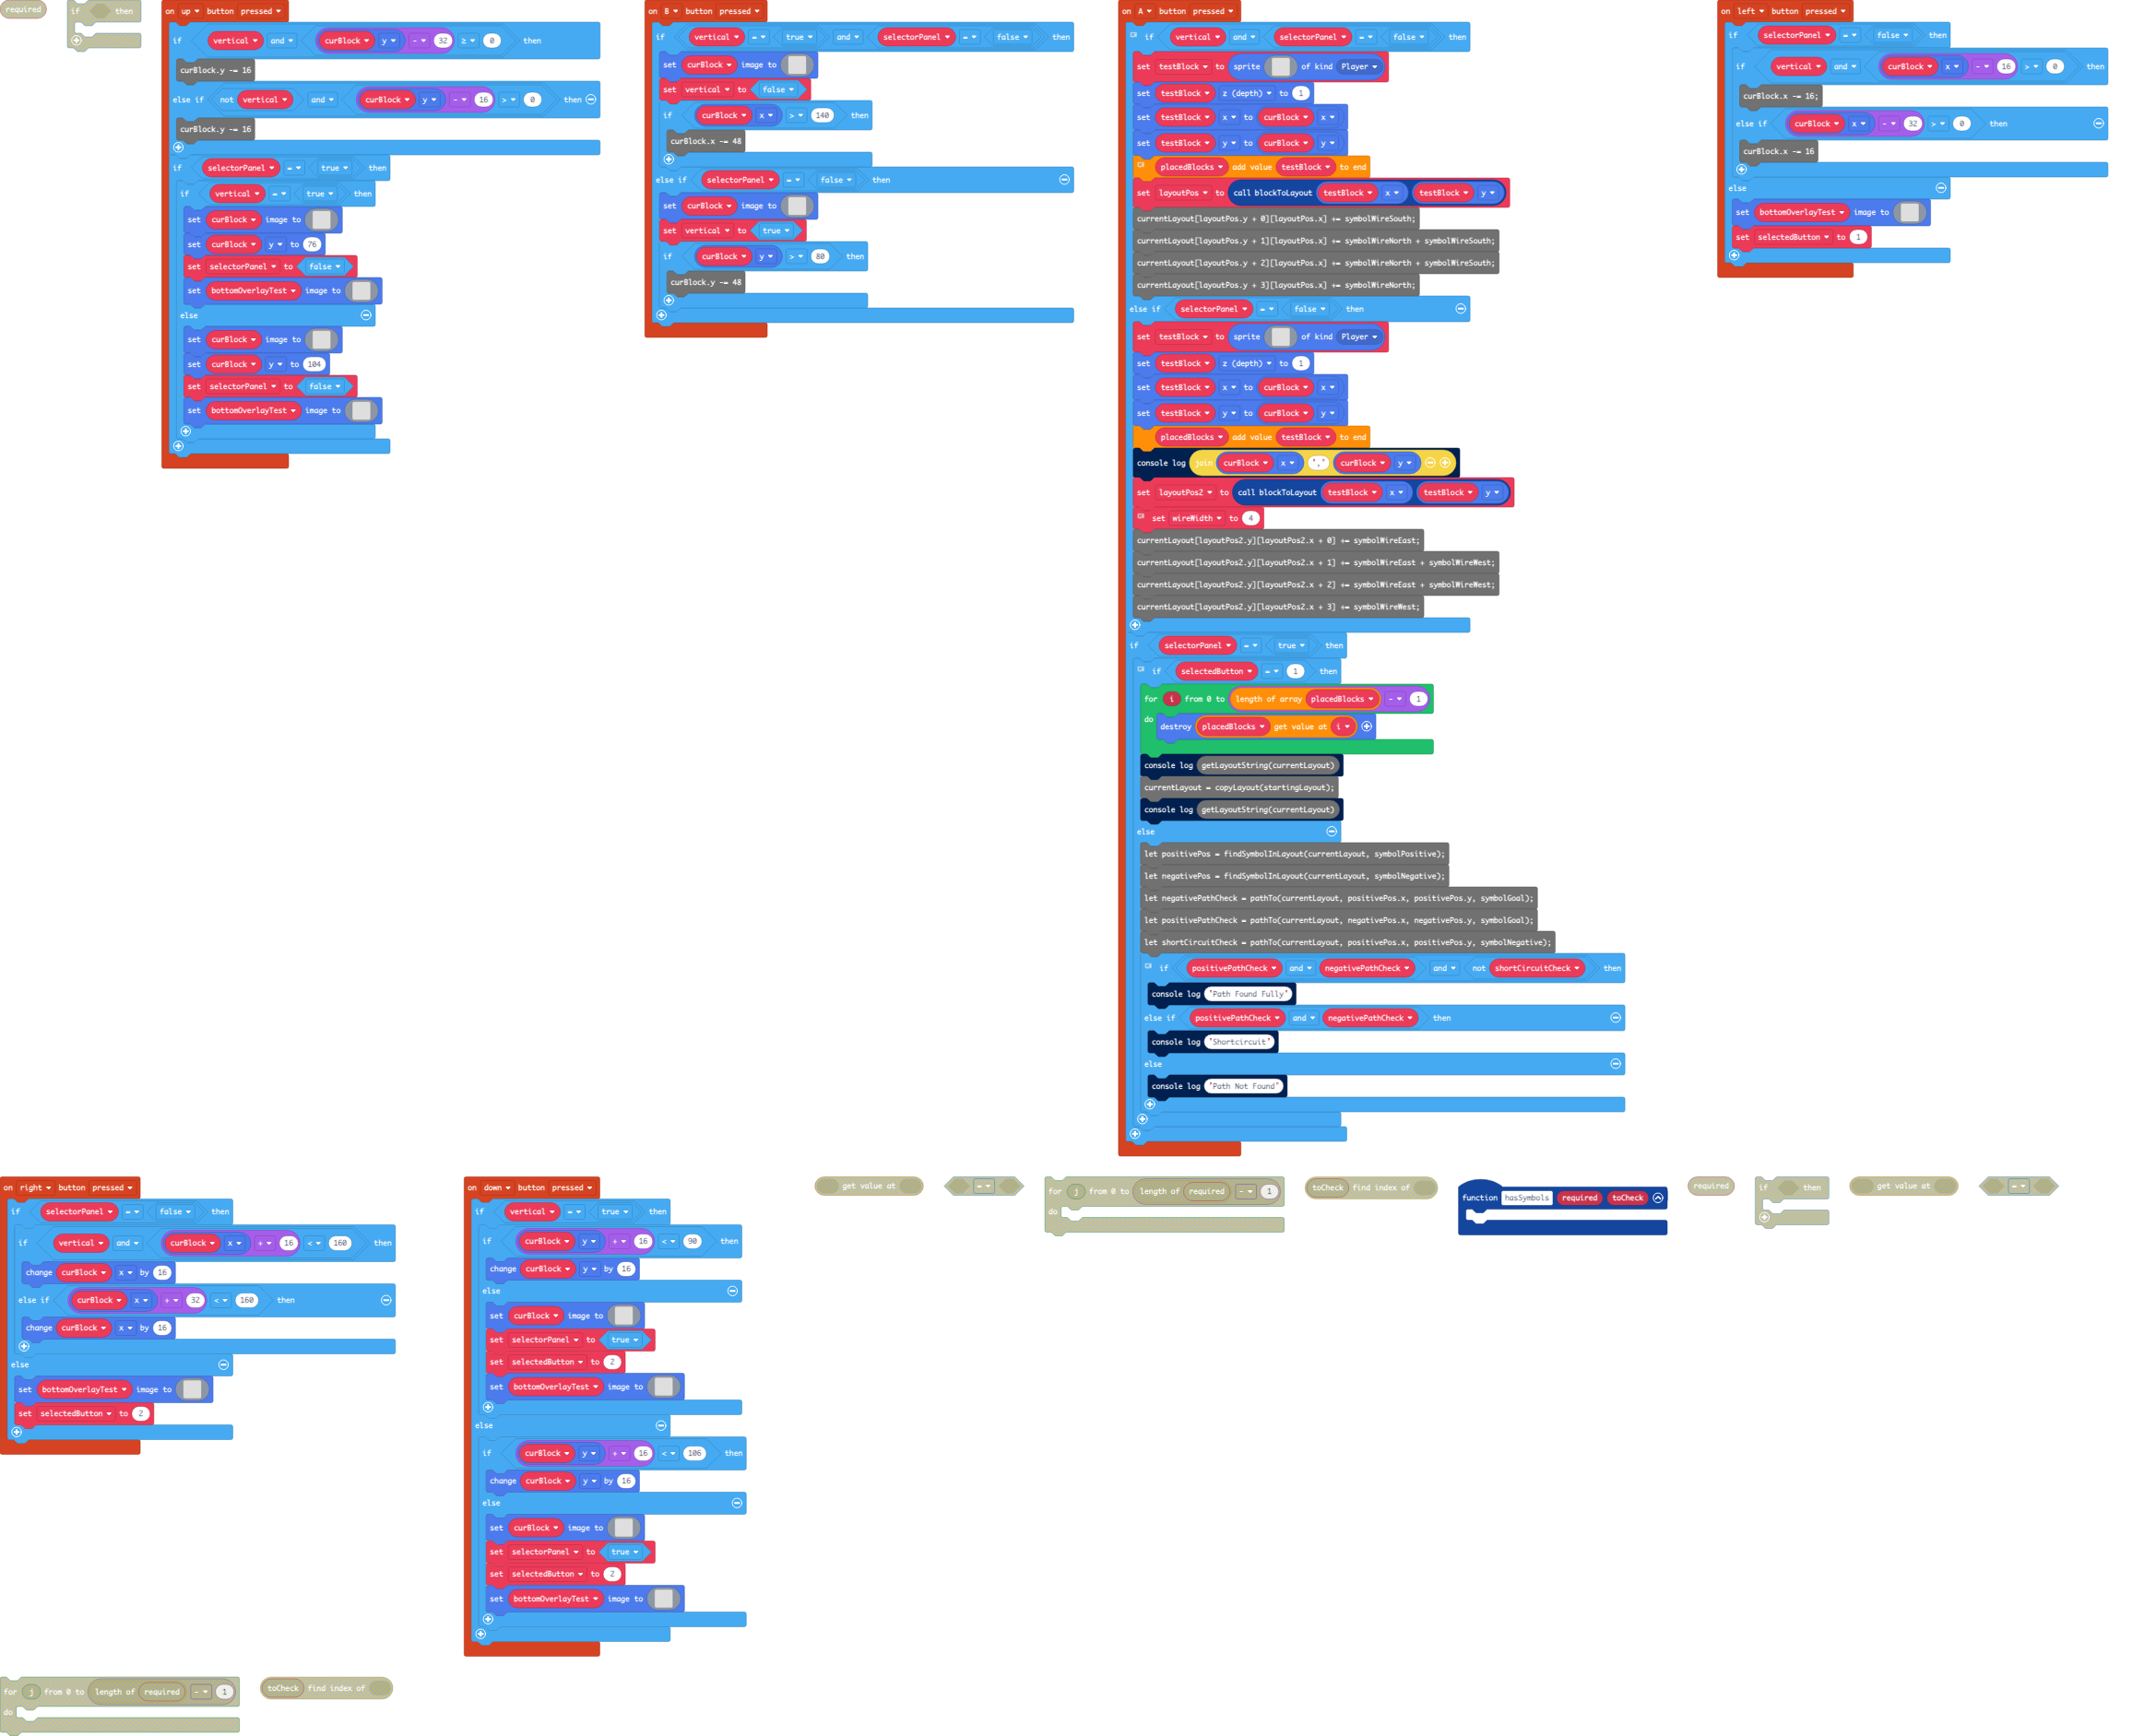 required
if then
on up button pressed
if vertical and curBlock y - 32 ≥ 0 then
curBlock.y -= 16
else if not vertical and curBlock y - 16 > 0 then
curBlock.y -= 16
if selectorPanel = true then
if vertical = true then
set curBlock image to
set curBlock y to 76
set selectorPanel to false
set bottomOverlayTest image to
else
set curBlock image to
set curBlock y to 104
set selectorPanel to false
set bottomOverlayTest image to
on B button pressed
if vertical = true and selectorPanel = false then
set curBlock image to
set vertical to false
if curBlock x > 140 then
curBlock.x -= 48
else if selectorPanel = false then
set curBlock image to
set vertical to true
if curBlock y > 80 then
curBlock.y -= 48
on A button pressed
if vertical and selectorPanel = false then
set testBlock to sprite of kind Player
set testBlock z (depth) to 1
set testBlock x to curBlock x
set testBlock y to curBlock y
placedBlocks add value testBlock to end
set layoutPos to call blockToLayout testBlock x testBlock y
currentLayout[layoutPos.y + 0][layoutPos.x] += symbolWireSouth;
currentLayout[layoutPos.y + 1][layoutPos.x] += symbolWireNorth + symbolWireSouth;
currentLayout[layoutPos.y + 2][layoutPos.x] += symbolWireNorth + symbolWireSouth;
currentLayout[layoutPos.y + 3][layoutPos.x] += symbolWireNorth;
else if selectorPanel = false then
set testBlock to sprite of kind Player
set testBlock z (depth) to 1
set testBlock x to curBlock x
set testBlock y to curBlock y
placedBlocks add value testBlock to end
console log join curBlock x "," curBlock y
set layoutPos2 to call blockToLayout testBlock x testBlock y
set wireWidth to 4
currentLayout[layoutPos2.y][layoutPos2.x + 0] += symbolWireEast;
currentLayout[layoutPos2.y][layoutPos2.x + 1] += symbolWireEast + symbolWireWest;
currentLayout[layoutPos2.y][layoutPos2.x + 2] += symbolWireEast + symbolWireWest;
currentLayout[layoutPos2.y][layoutPos2.x + 3] += symbolWireWest;
if selectorPanel = true then
if selectedButton = 1 then
for i from 0 to length of array placedBlocks - 1
do destroy placedBlocks get value at i
console log getLayoutString(currentLayout)
currentLayout = copyLayout(startingLayout);
console log getLayoutString(currentLayout)
else
let positivePos = findSymbolInLayout(currentLayout, symbolPositive);
let negativePos = findSymbolInLayout(currentLayout, symbolNegative);
let negativePathCheck = pathTo(currentLayout, positivePos.x, positivePos.y, symbolGoal);
let positivePathCheck = pathTo(currentLayout, negativePos.x, negativePos.y, symbolGoal);
let shortCircuitCheck = pathTo(currentLayout, positivePos.x, positivePos.y, symbolNegative);
if positivePathCheck and negativePathCheck and not shortCircuitCheck then
console log "Path Found Fully"
else if positivePathCheck and negativePathCheck then
console log "Shortcircuit"
else
console log "Path Not Found"
on left button pressed
if selectorPanel = false then
if vertical and curBlock x - 16 > 0 then
curBlock.x -= 16;
else if curBlock x - 32 > 0 then
curBlock.x -= 16
else
set bottomOverlayTest image to
set selectedButton to 1
on right button pressed
if selectorPanel = false then
if vertical and curBlock x + 16 < 160 then
change curBlock x by 16
else if curBlock x + 32 < 160 then
change curBlock x by 16
else
set bottomOverlayTest image to
set selectedButton to 2
on down button pressed
if vertical = true then
if curBlock y + 16 < 90 then
change curBlock y by 16
else
set curBlock image to
set selectorPanel to true
set selectedButton to 2
set bottomOverlayTest image to
else
if curBlock y + 16 < 106 then
change curBlock y by 16
else
set curBlock image to
set selectorPanel to true
set selectedButton to 2
set bottomOverlayTest image to
get value at
=
for j from 0 to length of required - 1
do
toCheck find index of
function hasSymbols required toCheck
required
if then
get value at
=
for j from 0 to length of required - 1
do
toCheck find index of